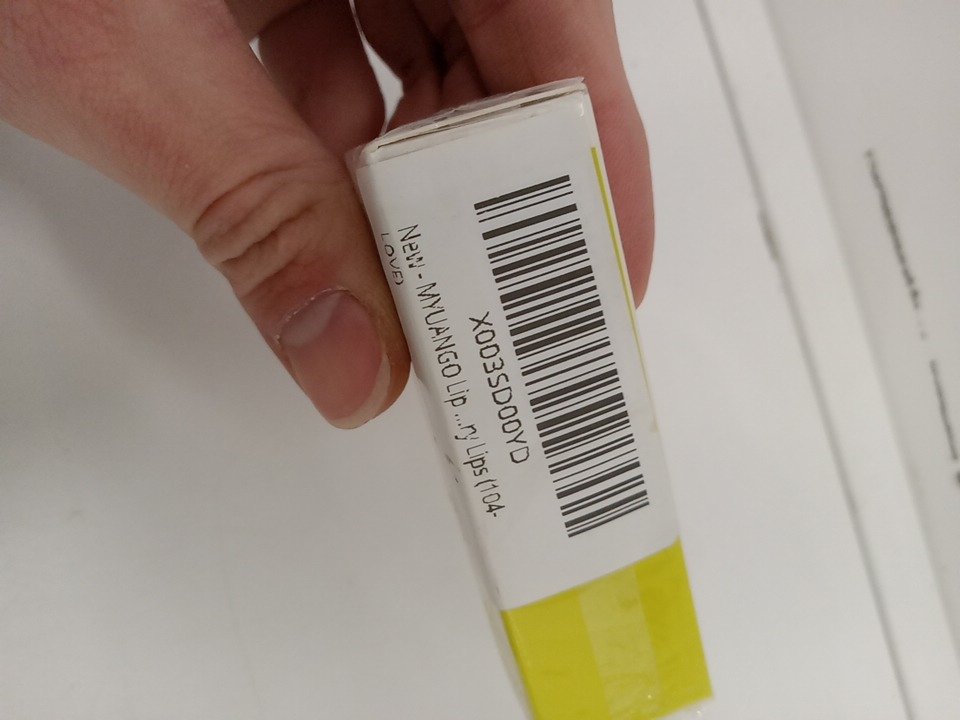 X003SD00YD
New - MYUANGO Lip ...ry Lips(104-
LOVE)